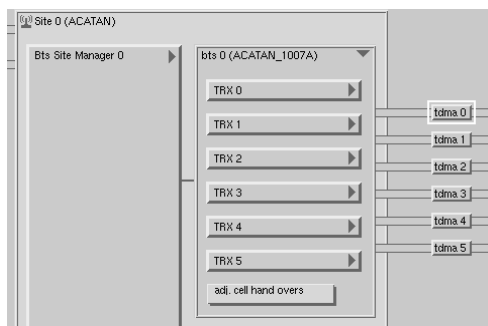 Site 0 (ACATAN)
Bts Site Manager 0
bts 0 (ACATAN_1007A)
TRX 0
TRX 1
TRX 2
TRX 3
TRX 4
TRX 5
adj. cell hand overs
tdma 0
tdma 1
tdma 2
tdma 3
tdma 4
tdma 5